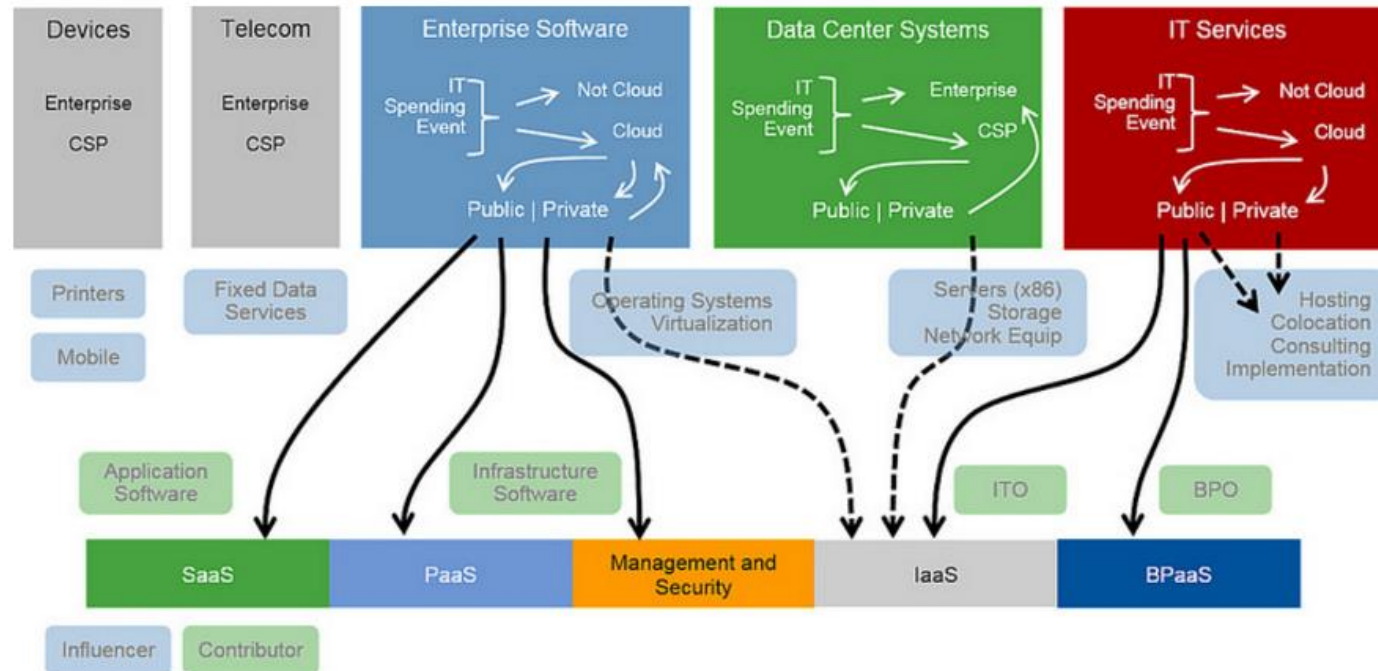 Devices
Enterprise
CSP
Telecom
Enterprise
CSP
Enterprise Software
IT
Spending
Event
Not Cloud
Cloud
Public | Private
Data Center Systems
IT
Spending
Event
Enterprise
CSP
Public | Private
IT Services
IT
Spending
Event
Not Cloud
Cloud
Public | Private
Printers
Mobile
Fixed Data
Services
Operating Systems
Virtualization
Servers (x86)
Storage
Network Equip
Hosting
Colocation
Consulting
Implementation
Application
Software
Infrastructure
Software
ITO
BPO
SaaS
PaaS
Management and
Security
IaaS
BPaaS
Influencer
Contributor